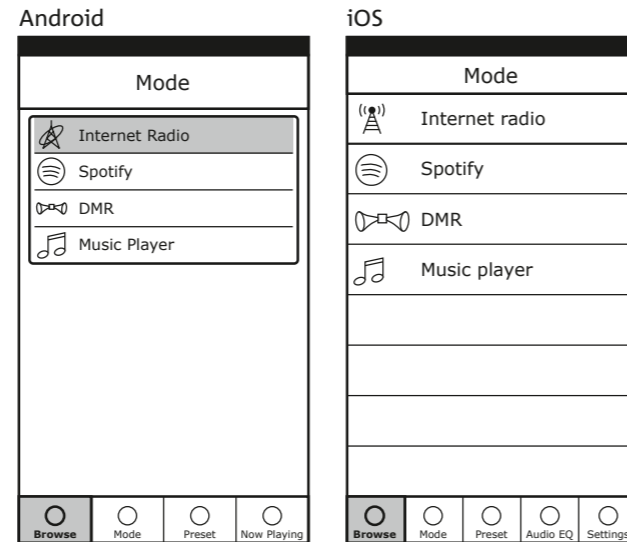 Android
Mode
Internet Radio
Spotify
DMR
Music Player
Browse Mode Preset Now Playing
iOS
Mode
Internet radio
Spotify
DMR
Music player
Browse Mode Preset Audio EQ Settings